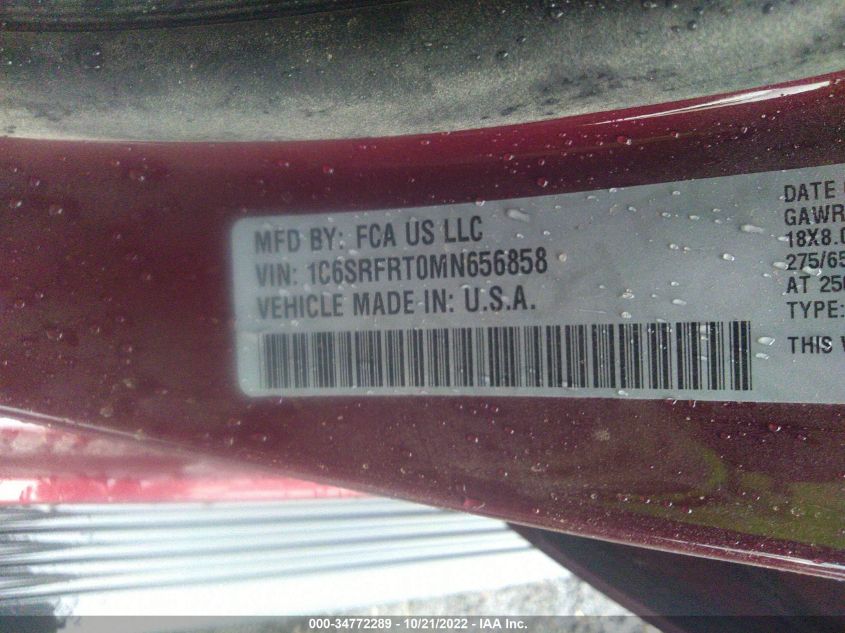 MFD BY: FCA US LLC
VIN: 1C6SRFRT0MN656858
VEHICLE MADE IN: U.S.A.
DATE
GAWR
18X8.0
275/65
AT 250
TYPE:
THIS
000-34772289 - 10/21/2022 - IAA Inc.